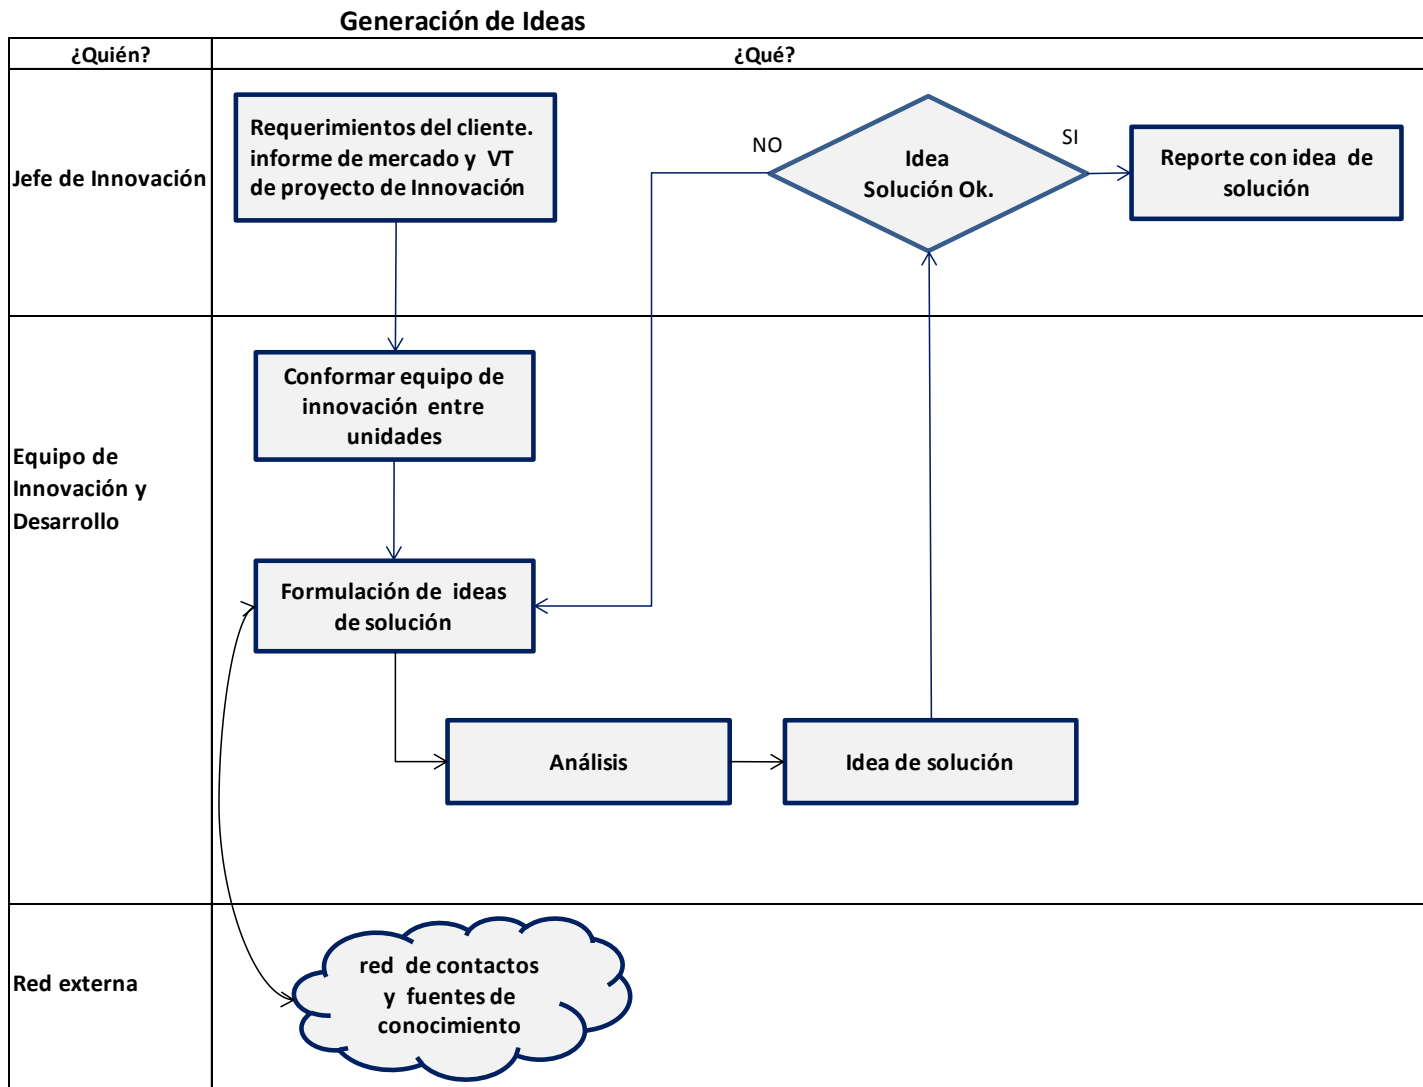 Generación de Ideas
¿Quién?
¿Qué?
Jefe de Innovación
Requerimientos del cliente.
informe de mercado y VT
de proyecto de Innovación
NO
Idea
Solución Ok.
SI
Reporte con idea de
solución
Equipo de
Innovación y
Desarrollo
Conformar equipo de
innovación entre
unidades
Formulación de ideas
de solución
Análisis
Idea de solución
Red externa
red de contactos
y fuentes de
conocimiento